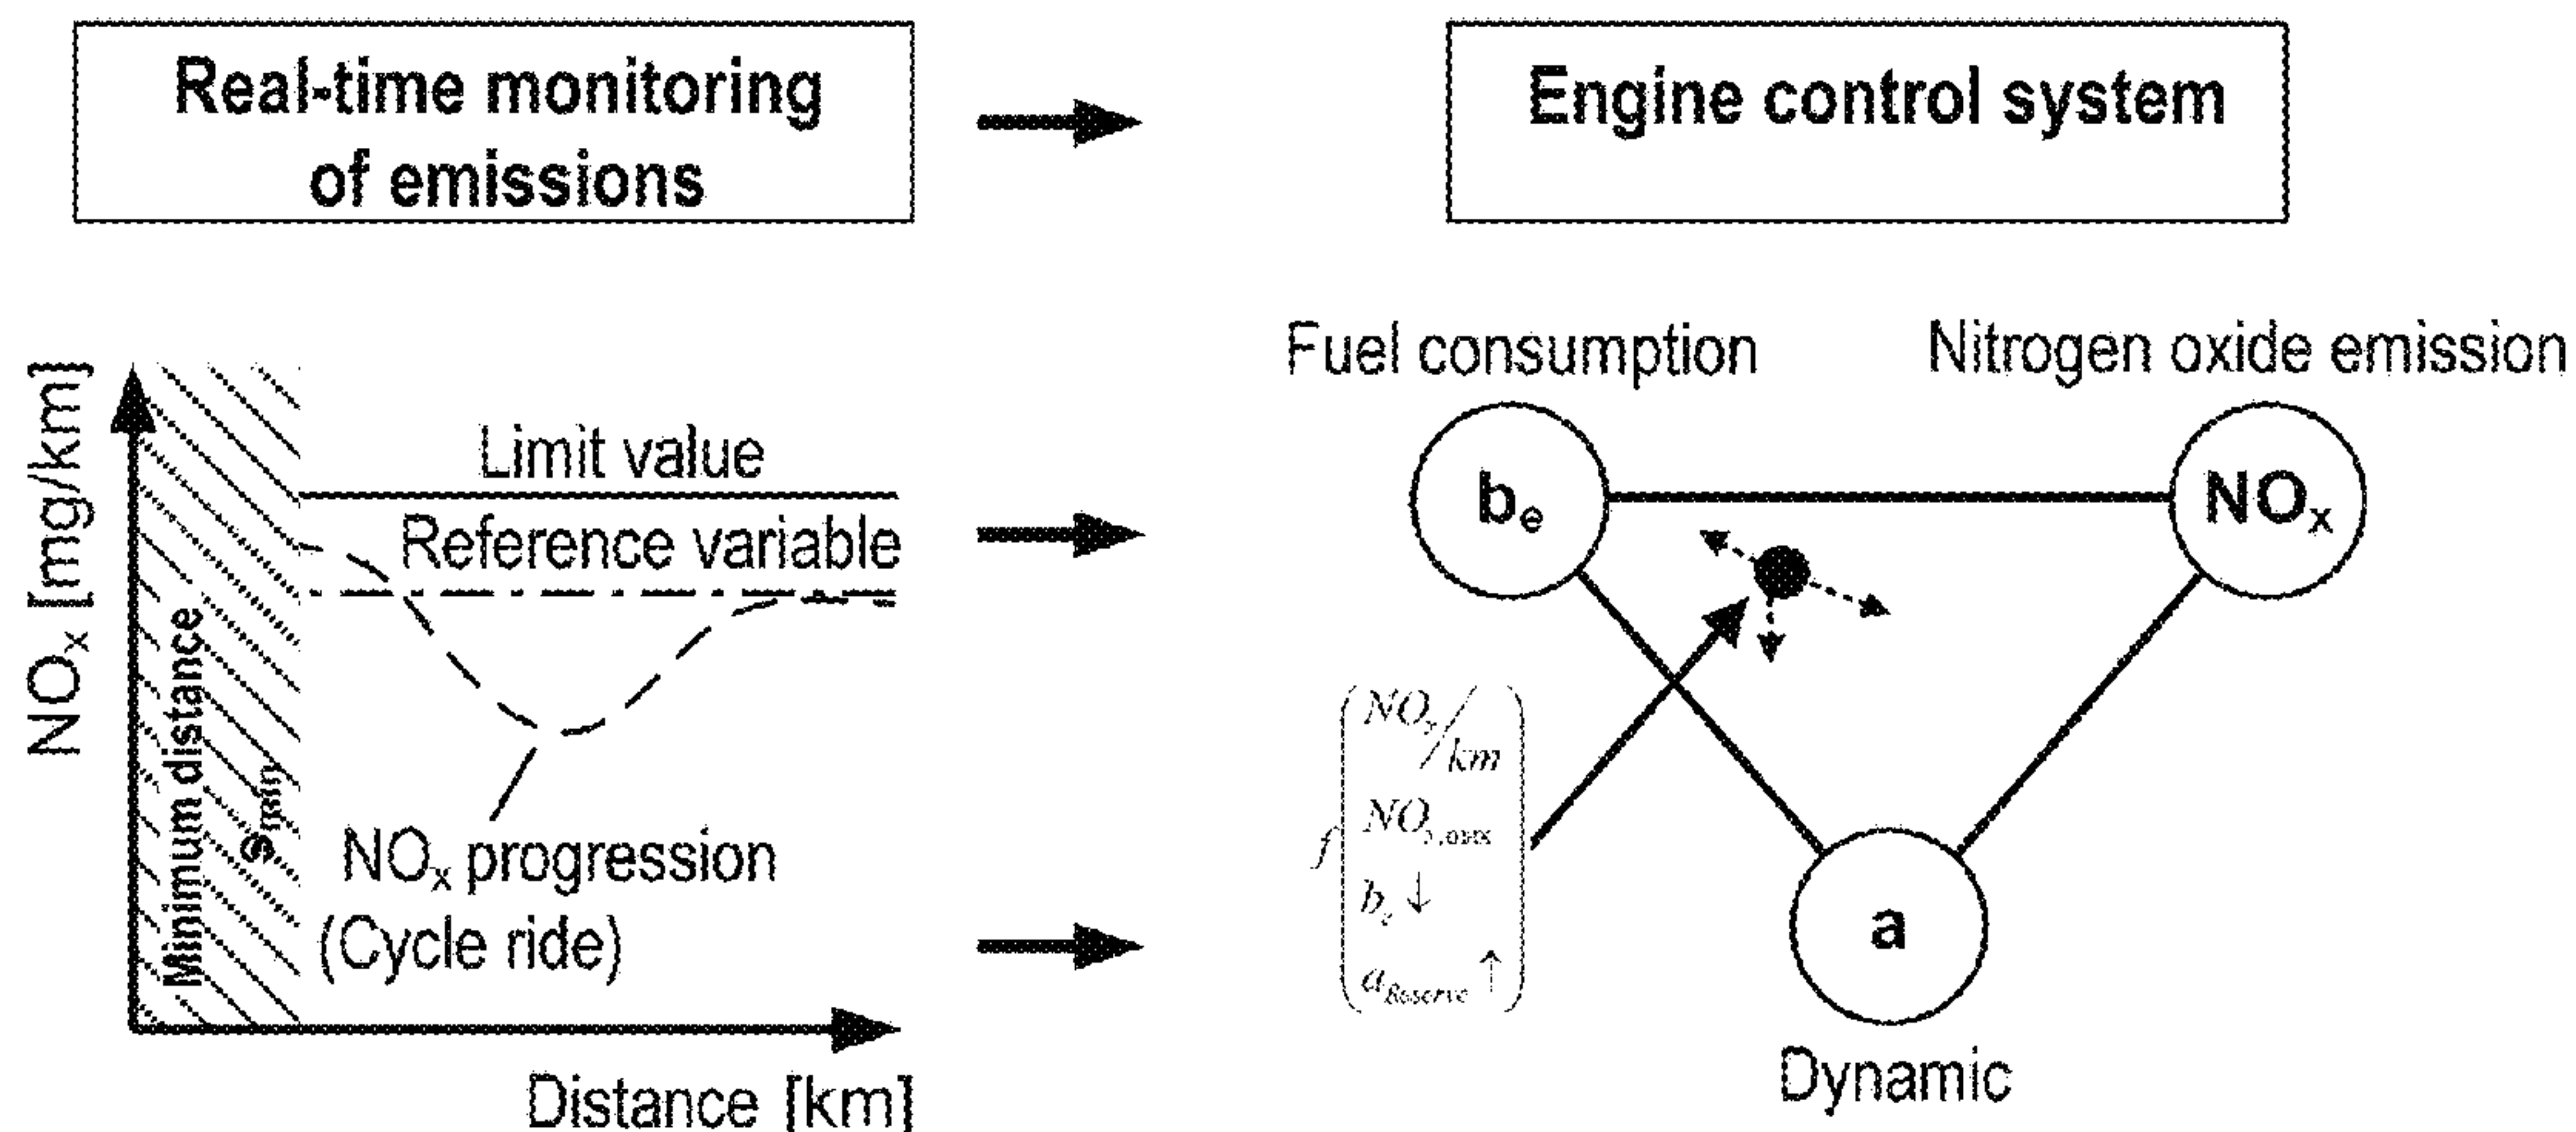 Real-time monitoring
of emissions
Engine control system
NOₓ [mg/km]
Limit value
Reference variable
Minimum distance
sₘᵢₙ
NOₓ progression
(Cycle ride)
Distance [km]
Fuel consumption
Nitrogen oxide emission
bₑ
NOₓ
a
Dynamic
f
NOₓ/km
bₑ ↓
a_Reserve ↑